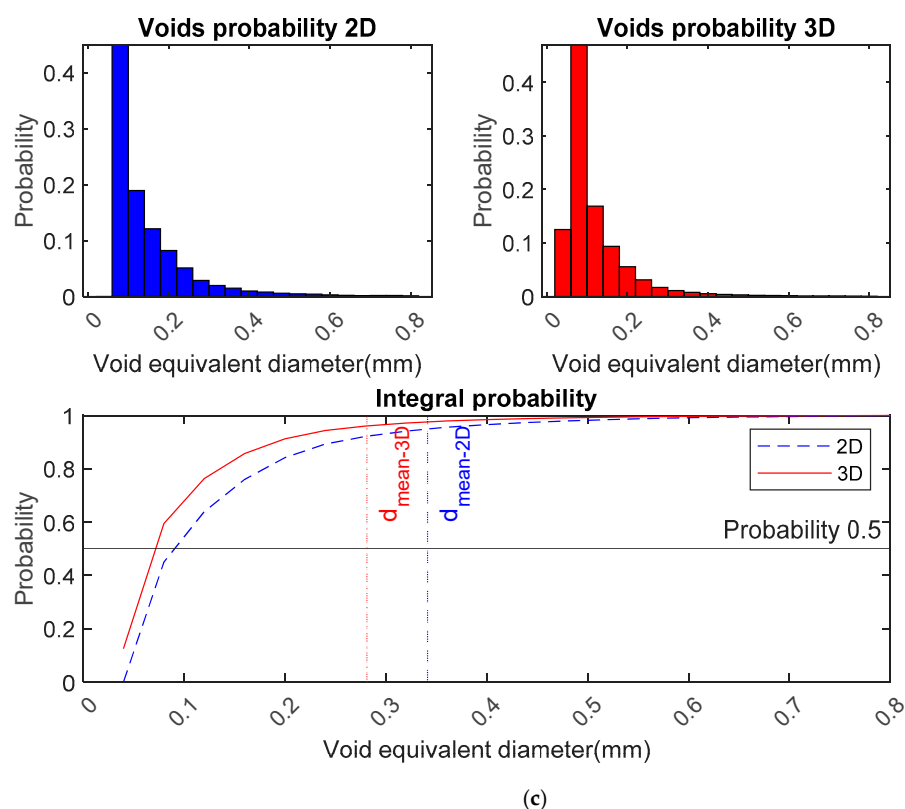 Voids probability 2D
0.4
0.3
0.2
0.1
0
Probability
0
0.2
0.4
0.6
0.8
Void equivalent diameter(mm)
Voids probability 3D
0.4
0.3
0.2
0.1
0
Probability
0
0.2
0.4
0.6
0.8
Void equivalent diameter(mm)
Integral probability
1
0.8
0.6
0.4
0.2
0
Probability
d mean-3D
d mean-2D
2D
3D
Probability 0.5
0
0.1
0.2
0.3
0.4
0.5
0.6
0.7
0.8
Void equivalent diameter(mm)
(c)